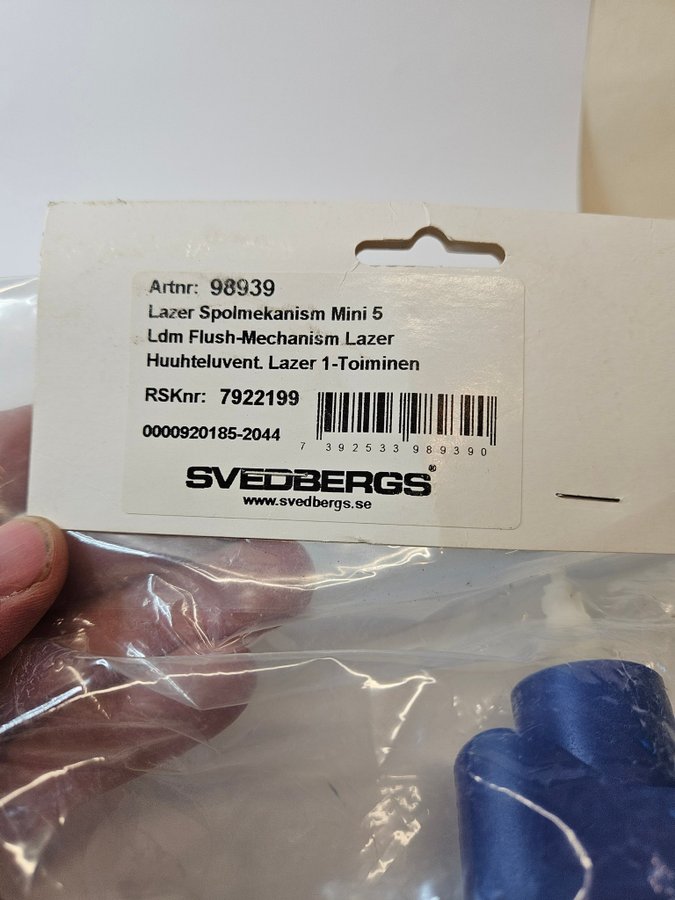 Artnr: 98939
Lazer Spolmekanism Mini 5
Ldm Flush-Mechanism Lazer
Huuhteluvent. Lazer 1-Toiminen
RSKnr: 7922199
0000920185-2044
7 392533 989390
SVEDBERGS®
www.svedbergs.se